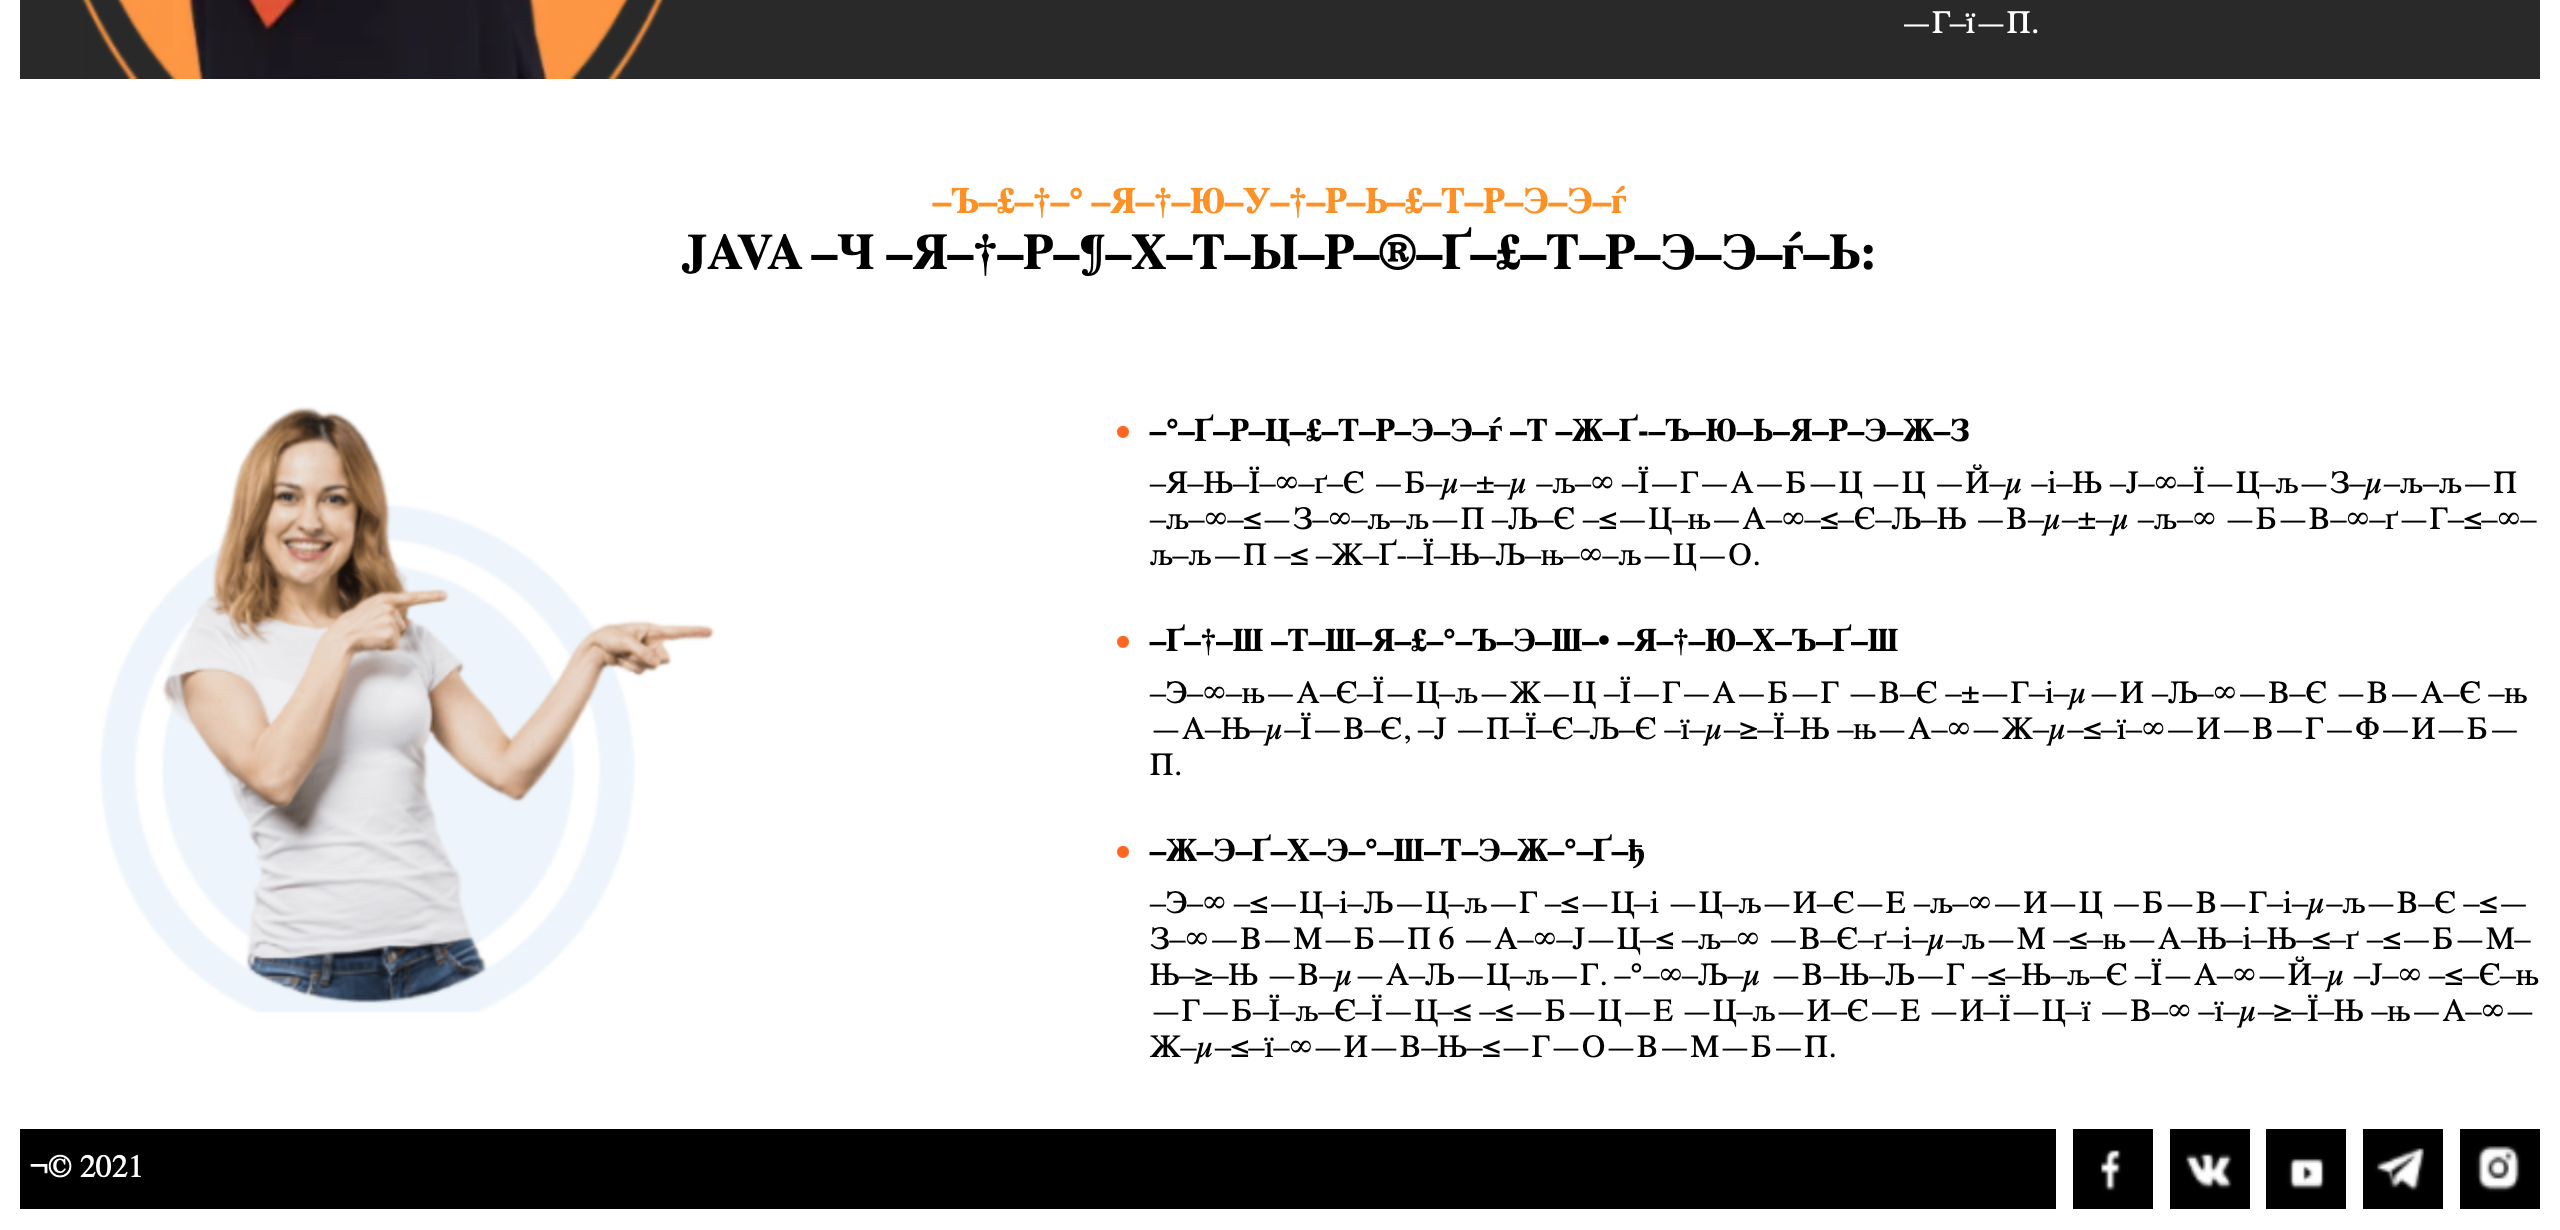 —Г–ї—П.
–Ъ–£–†–° –Я–†–Ю–У–†–Р–Ь–£–Т–Р–Э–Э–ѓ
JAVA –Ч –Я–†–Р–¶–Х–Т–Ы–Р–®–Ґ–£–Т–Р–Э–Э–ѓ–Ь:
–°–Ґ–Р–Ц–£–Т–Р–Э–Э–ѓ –Т –Ж–Ґ-–Ъ–Ю–Ь–Я–Р–Э–Ж–З
–Я–Њ–Ї–∞–ґ–Є —Б–µ–±–µ –љ–∞ –Ї—Г—А—Б—Ц —Ц —Й–µ –і–Њ –Ј–∞–Ї—Ц–љ—З–µ–љ–љ—П
–љ–∞–≤—З–∞–љ–љ—П –Љ–Є –≤—Ц–њ—А–∞–≤–Є–Љ–Њ —В–µ–±–µ –љ–∞ —Б—В–∞–ґ—Г–≤–∞–
љ–љ—П –≤ –Ж–Ґ-–Ї–Њ–Љ–њ–∞–љ—Ц—О.
–Ґ–†–Ш –Т–Ш–Я–£–°–Ъ–Э–Ш–• –Я–†–Ю–Х–Ъ–Ґ–Ш
–Э–∞–њ—А–Є–Ї—Ц–љ—Ж—Ц –Ї—Г—А—Б—Г —В–Є –±—Г–і–µ—И –Љ–∞—В–Є —В—А–Є –њ
—А–Њ–µ–Ї—В–Є, –Ј —П–Ї–Є–Љ–Є –ї–µ–≥–Ї–Њ –њ—А–∞—Ж–µ–≤–ї–∞—И—В—Г—Ф—И—Б—
П.
–Ж–Э–Ґ–Х–Э–°–Ш–Т–Э–Ж–°–Ґ–ђ
–Э–∞ –≤—Ц–і–Љ—Ц–љ—Г –≤—Ц–і —Ц–љ—И–Є—Е –љ–∞—И—Ц —Б—В—Г–і–µ–љ—В–Є –≤—
З–∞—В—М—Б—П 6 —А–∞–Ј—Ц–≤ –љ–∞ —В–Є–ґ–і–µ–љ—М –≤–њ—А–Њ–і–Њ–≤–ґ –≤—Б—М–
Њ–≥–Њ —В–µ—А–Љ—Ц–љ—Г. –°–∞–Љ–µ —В–Њ–Љ—Г –≤–Њ–љ–Є –Ї—А–∞—Й–µ –Ј–∞ –≤–Є–њ
—Г—Б–Ї–љ–Є–Ї—Ц–≤ –≤—Б—Ц—Е —Ц–љ—И–Є—Е —И–Ї—Ц–ї —В–∞ –ї–µ–≥–Ї–Њ –њ—А–∞—
Ж–µ–≤–ї–∞—И—В–Њ–≤—Г—О—В—М—Б—П.
¬© 2021